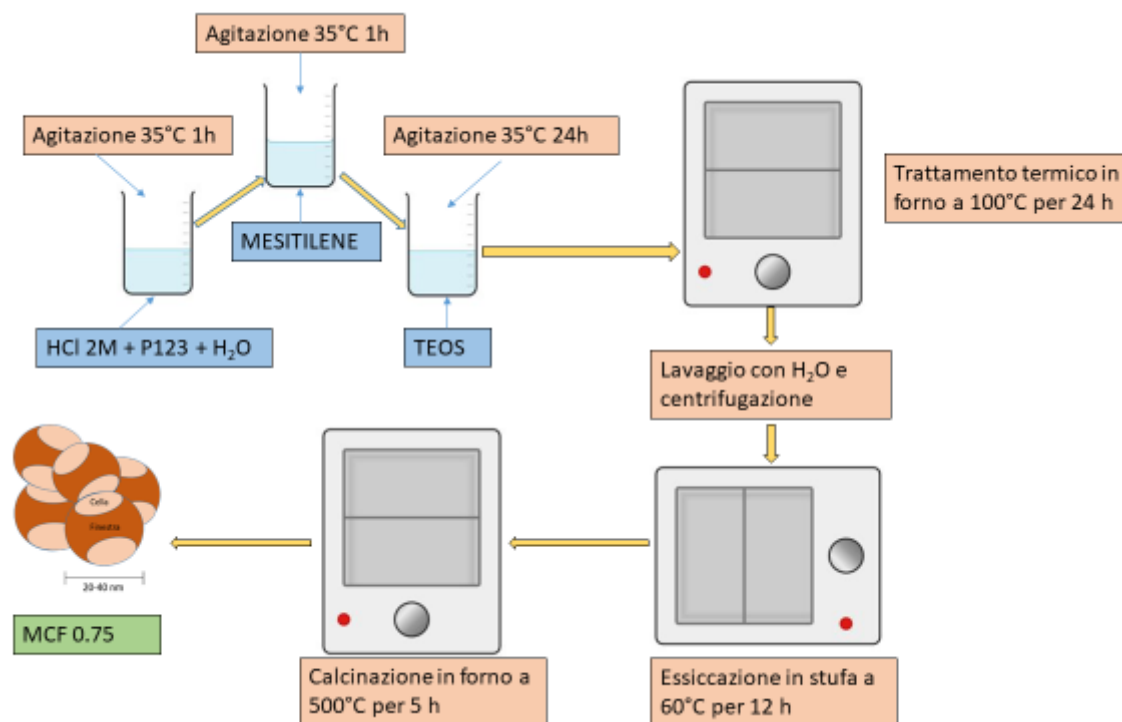 Agitazione 35°C 1h
Agitazione 35°C 1h
Agitazione 35°C 24h
MESITILENE
HCl 2M + P123 + H₂O
TEOS
Trattamento termico in
forno a 100°C per 24 h
Lavaggio con H₂O e
centrifugazione
Essiccazione in stufa a
60°C per 12 h
Calcinazione in forno a
500°C per 5 h
Cella
Finestra
20-40 nm
MCF 0.75